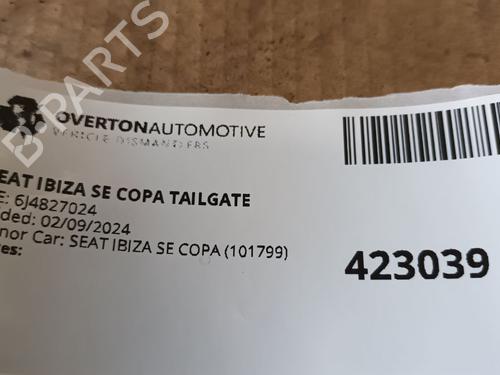 OVERTONAUTOMOTIVE
VEHICLE DISMANTLERS
EAT IBIZA SE COPA TAILGATE
E: 6J4827024
ded: 02/09/2024
nor Car: SEAT IBIZA SE COPA (101799)
es:
423039